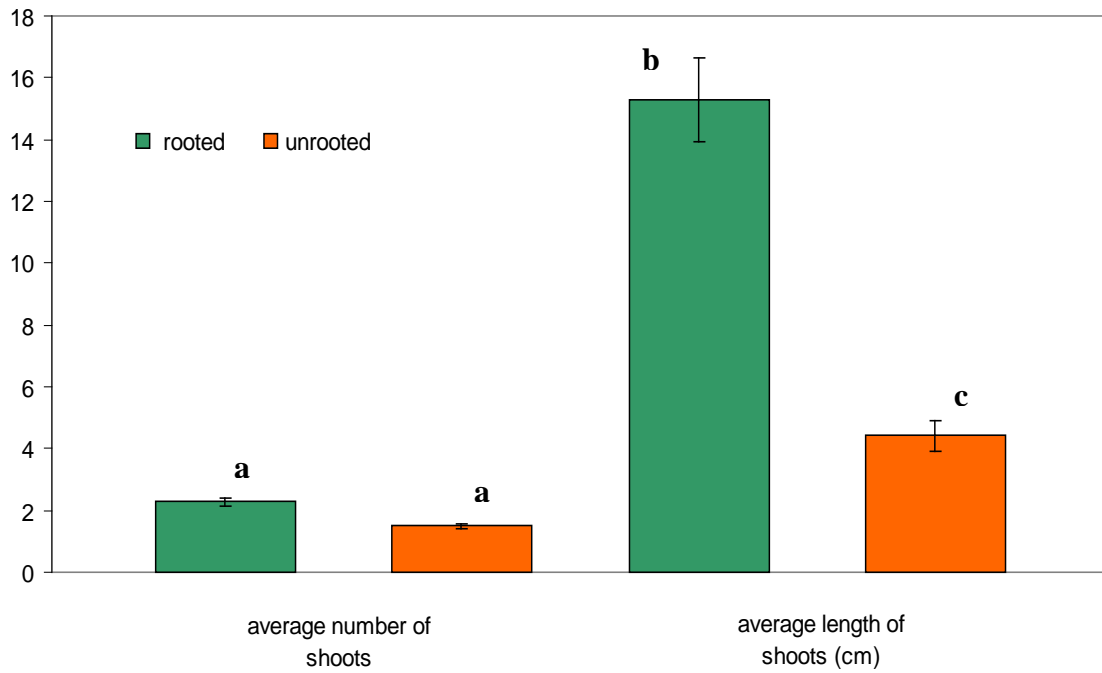 18
16
14
12
10
8
6
4
2
0
rooted unrooted
a
a
b
c
average number of
shoots
average length of
shoots (cm)